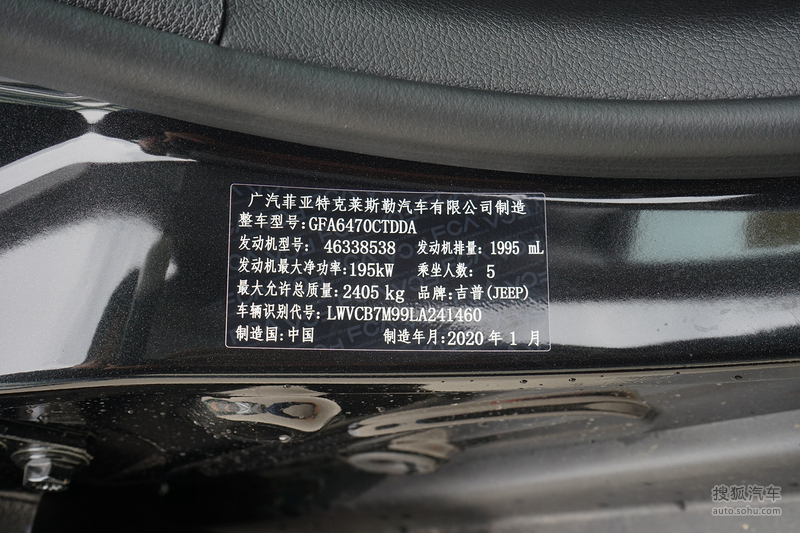 广汽菲亚特克莱斯勒汽车有限公司制造
整车型号:GFA6470CTDDA
发动机型号: 46338538 发动机排量: 1995 mL
发动机最大净功率:195kW 乘坐人数: 5
最大允许总质量:2405 kg 品牌:吉普(JEEP)
车辆识别代号:LWVCB7M99LA241460
制造国:中国 制造年月:2020 年 1 月
搜狐汽车
auto.sohu.com